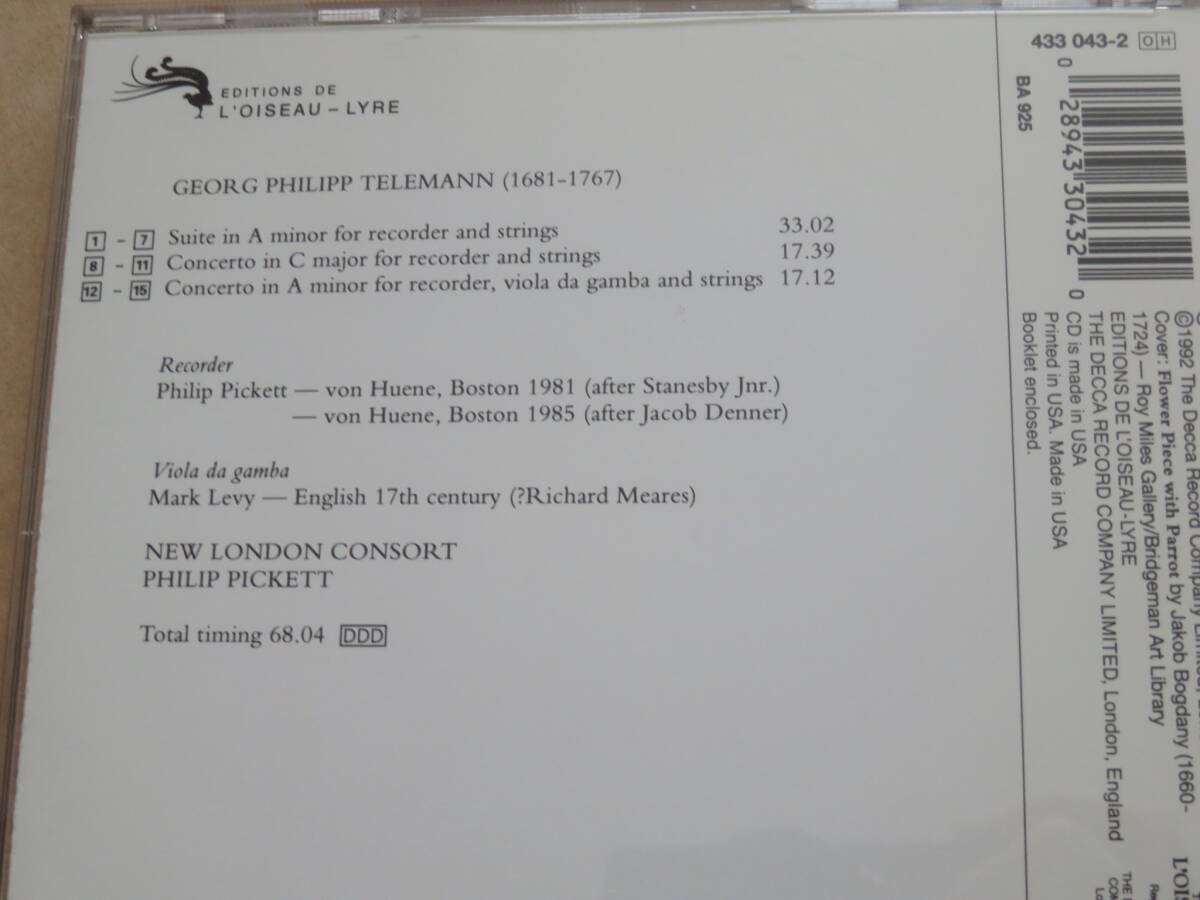 EDITIONS DE
L'OISEAU-LYRE
GEORG PHILIPP TELEMANN (1681-1767)
1 - 7 Suite in A minor for recorder and strings 33.02
8 - 11 Concerto in C major for recorder and strings 17.39
12 - 15 Concerto in A minor for recorder, viola da gamba and strings 17.12
Recorder
Philip Pickett — von Huene, Boston 1981 (after Stanesby Jnr.)
— von Huene, Boston 1985 (after Jacob Denner)
Viola da gamba
Mark Levy — English 17th century (?Richard Meares)
NEW LONDON CONSORT
PHILIP PICKETT
Total timing 68.04 DDD
433 043-2 OH
BA 925
0 28943 30432 0
©1992 The Decca Record Company
Cover: Flower Piece with Parrot by Jakob Bogdany (1660-
1724) — Roy Miles Gallery/Bridgeman Art Library
EDITIONS DE L'OISEAU-LYRE
THE DECCA RECORD COMPANY LIMITED, London, England
CD is made in USA
Printed in USA. Made in USA
Booklet enclosed.